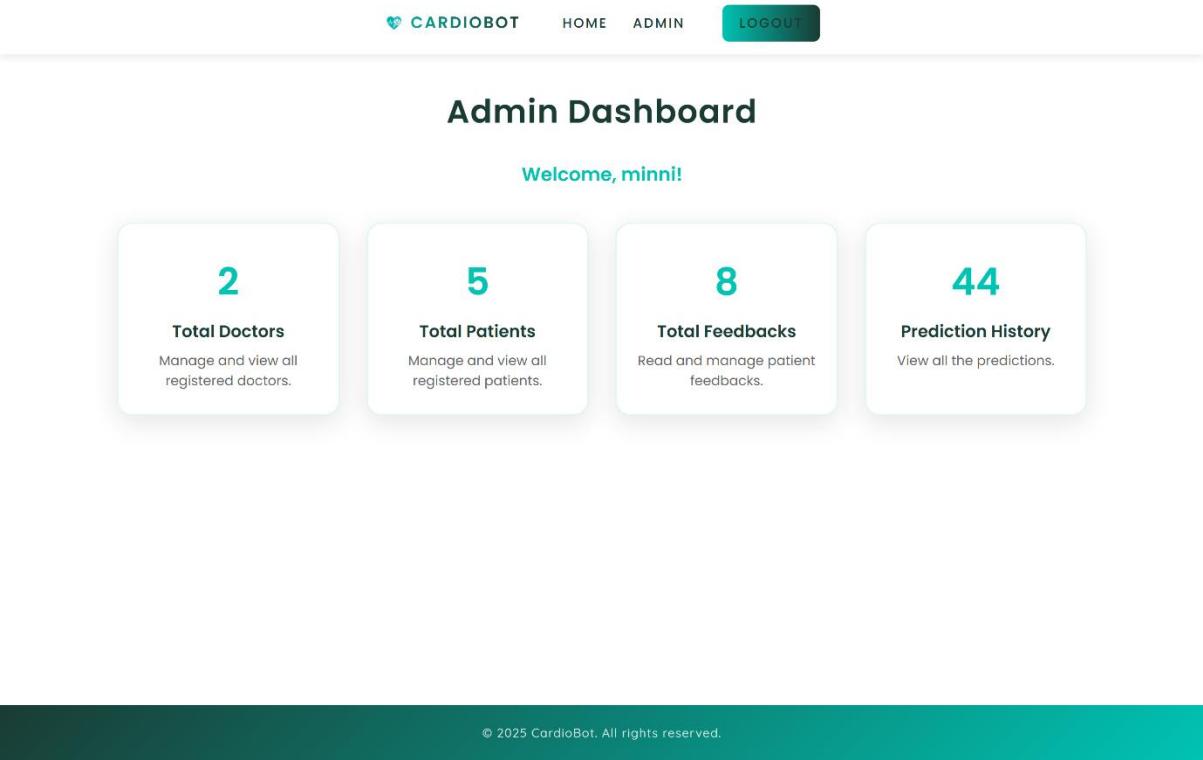 CARDIOBOT HOME ADMIN LOGOUT
Admin Dashboard
Welcome, minni!
2
Total Doctors
Manage and view all
registered doctors.
5
Total Patients
Manage and view all
registered patients.
8
Total Feedbacks
Read and manage patient
feedbacks.
44
Prediction History
View all the predictions.
© 2025 CardioBot. All rights reserved.